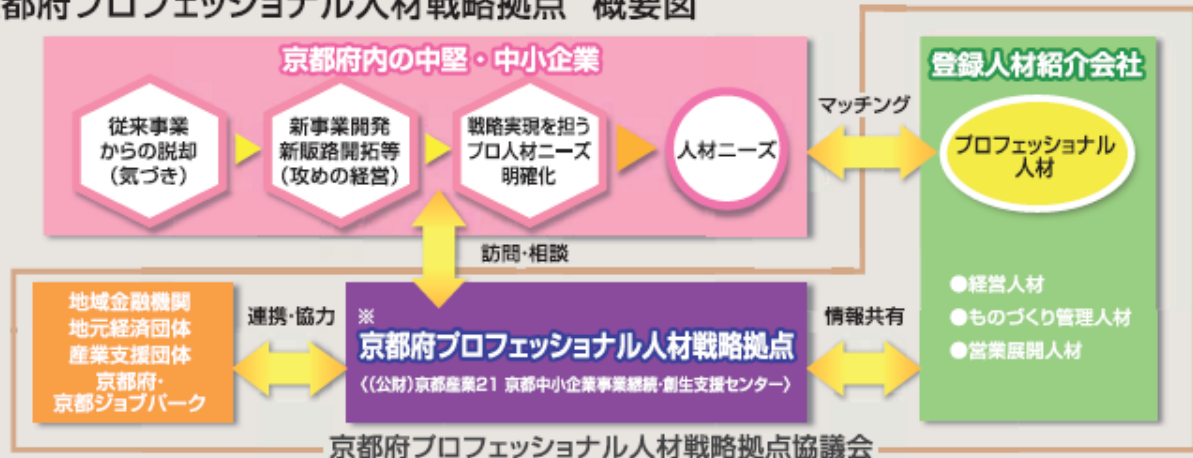 都府プロフェッショナル人材戦略拠点 概要図
京都府内の中堅・中小企業
従来事業
からの脱却
（気づき）
新事業開発
新販路開拓等
（攻めの経営）
戦略実現を担う
プロ人材ニーズ
明確化
人材ニーズ
マッチング
登録人材紹介会社
プロフェッショナル
人材
●経営人材
●ものづくり管理人材
●営業展開人材
訪問・相談
地域金融機関
地元経済団体
産業支援団体
京都府・
京都ジョブパーク
連携・協力
※
京都府プロフェッショナル人材戦略拠点
〈(公財)京都産業21 京都中小企業事業継続・創生支援センター〉
情報共有
京都府プロフェッショナル人材戦略拠点協議会